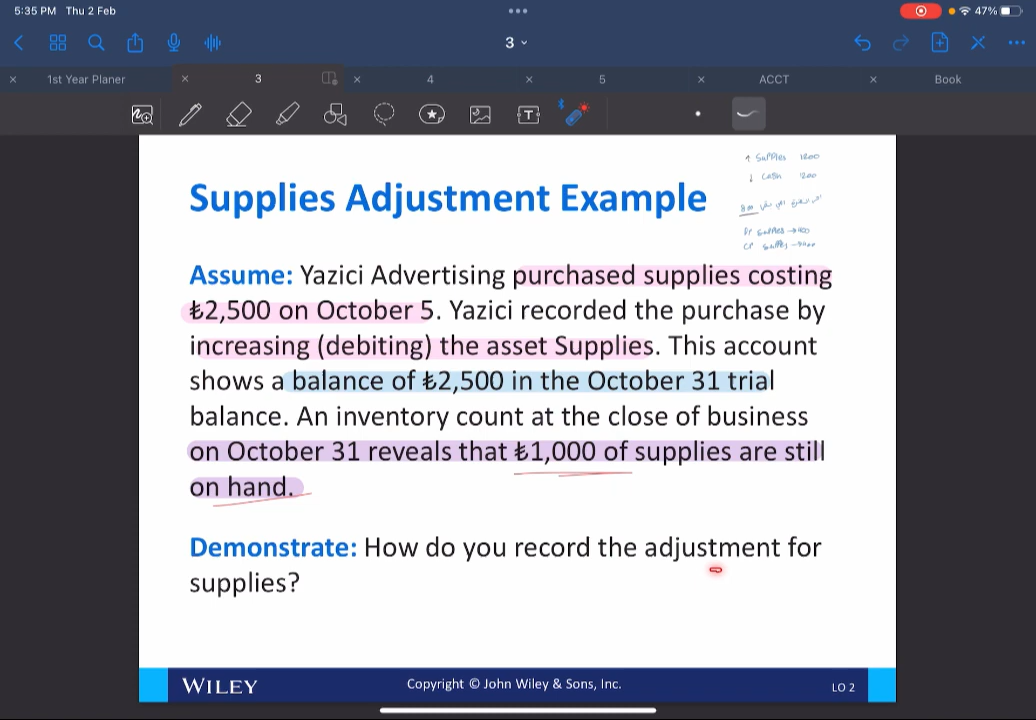 5:35 PM Thu 2 Feb
47%
3
1st Year Planer
3
4
5
ACCT
Book
T
↑ Supplies 1200
↓ Cash 1200
Supplies Adjustment Example
Assume: Yazici Advertising purchased supplies costing
₺2,500 on October 5. Yazici recorded the purchase by
increasing (debiting) the asset Supplies. This account
shows a balance of ₺2,500 in the October 31 trial
balance. An inventory count at the close of business
on October 31 reveals that ₺1,000 of supplies are still
on hand.
Demonstrate: How do you record the adjustment for
supplies?
WILEY
Copyright © John Wiley & Sons, Inc.
LO 2